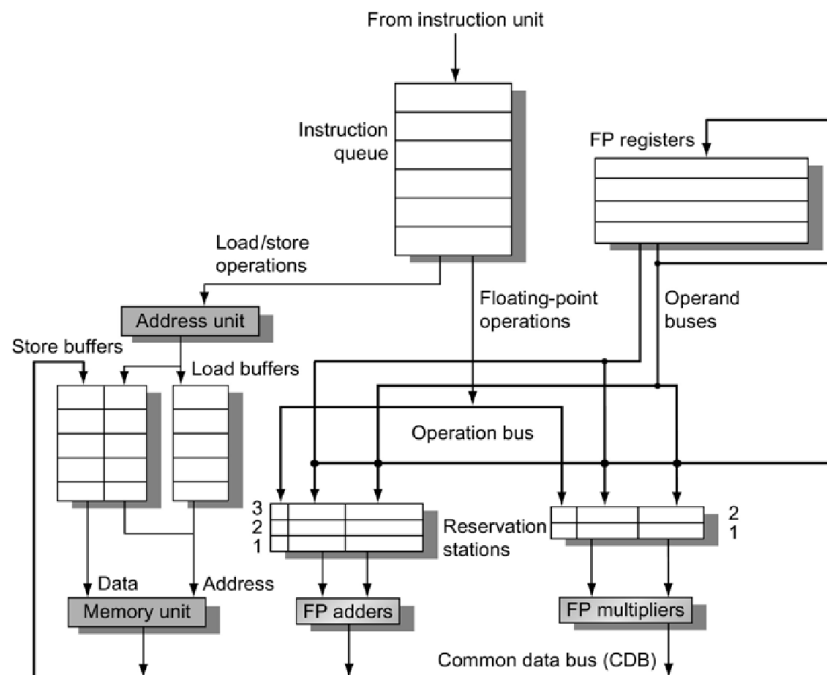 From instruction unit
Instruction
queue
FP registers
Load/store
operations
Floating-point
operations
Operand
buses
Address unit
Store buffers
Load buffers
Operation bus
3
2
1
Reservation
stations
2
1
Data
Address
Memory unit
FP adders
FP multipliers
Common data bus (CDB)